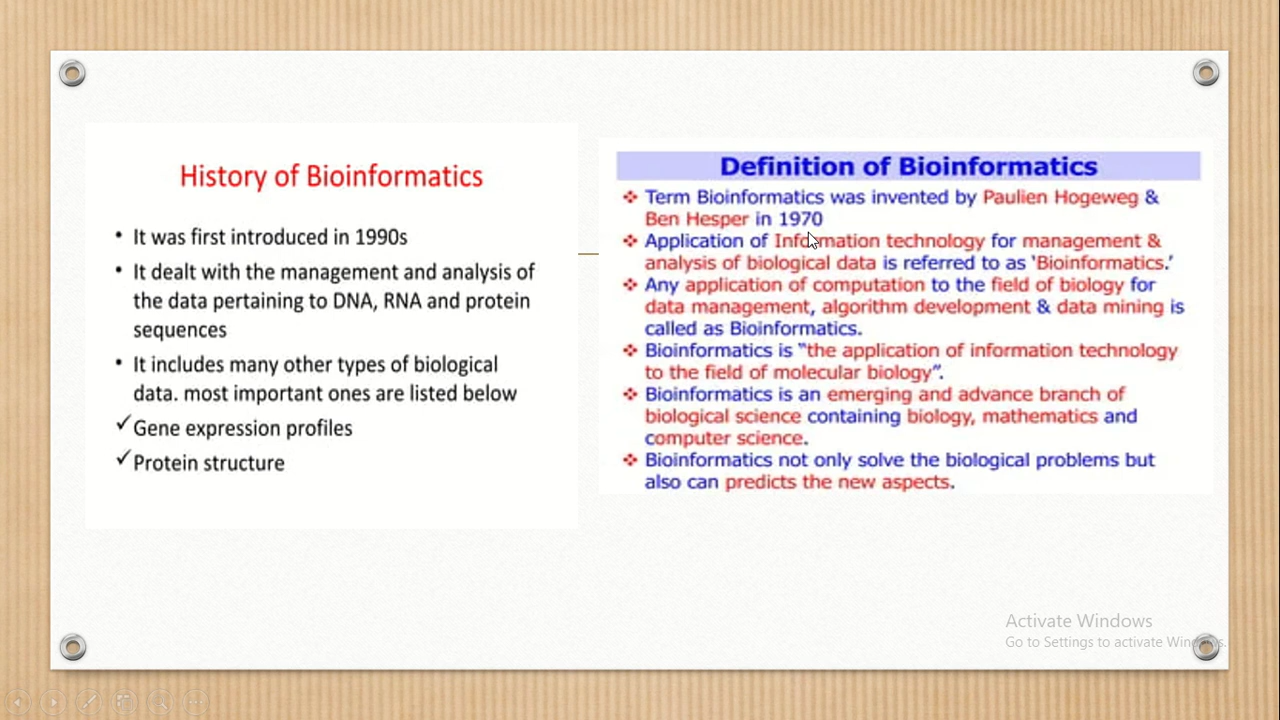 History of Bioinformatics
• It was first introduced in 1990s
• It dealt with the management and analysis of
the data pertaining to DNA, RNA and protein
sequences
• It includes many other types of biological
data. most important ones are listed below
✓Gene expression profiles
✓Protein structure
Definition of Bioinformatics
❖ Term Bioinformatics was invented by Paulien Hogeweg &
Ben Hesper in 1970
❖ Application of Information technology for management &
analysis of biological data is referred to as ‘Bioinformatics.’
❖ Any application of computation to the field of biology for
data management, algorithm development & data mining is
called as Bioinformatics.
❖ Bioinformatics is “the application of information technology
to the field of molecular biology”.
❖ Bioinformatics is an emerging and advance branch of
biological science containing biology, mathematics and
computer science.
❖ Bioinformatics not only solve the biological problems but
also can predicts the new aspects.
Activate Windows
Go to Settings to activate Windows.